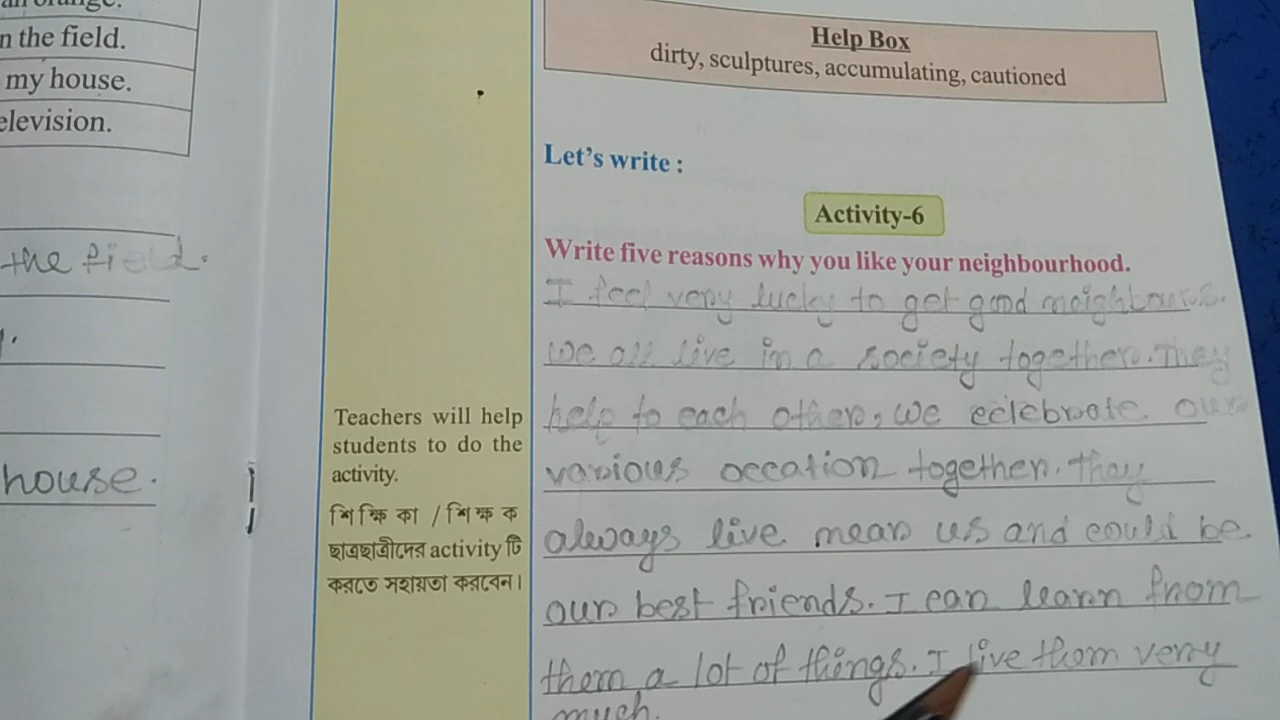 an orange.
n the field.
my house.
elevision.
the field.
house.
Teachers will help
students to do the
activity.
শিক্ষিকা / শিক্ষক
ছাত্রছাত্রীদের activity টি
করতে সহায়তা করবেন।
Help Box
dirty, sculptures, accumulating, cautioned
Let's write :
Activity-6
Write five reasons why you like your neighbourhood.
I feel very lucky to get good neighbours.
We all live in a society together. They
help to each other, we celebrate our
various occation together. they
always live near us and could be
our best friends. I can learn from
them a lot of things. I live them very
much.